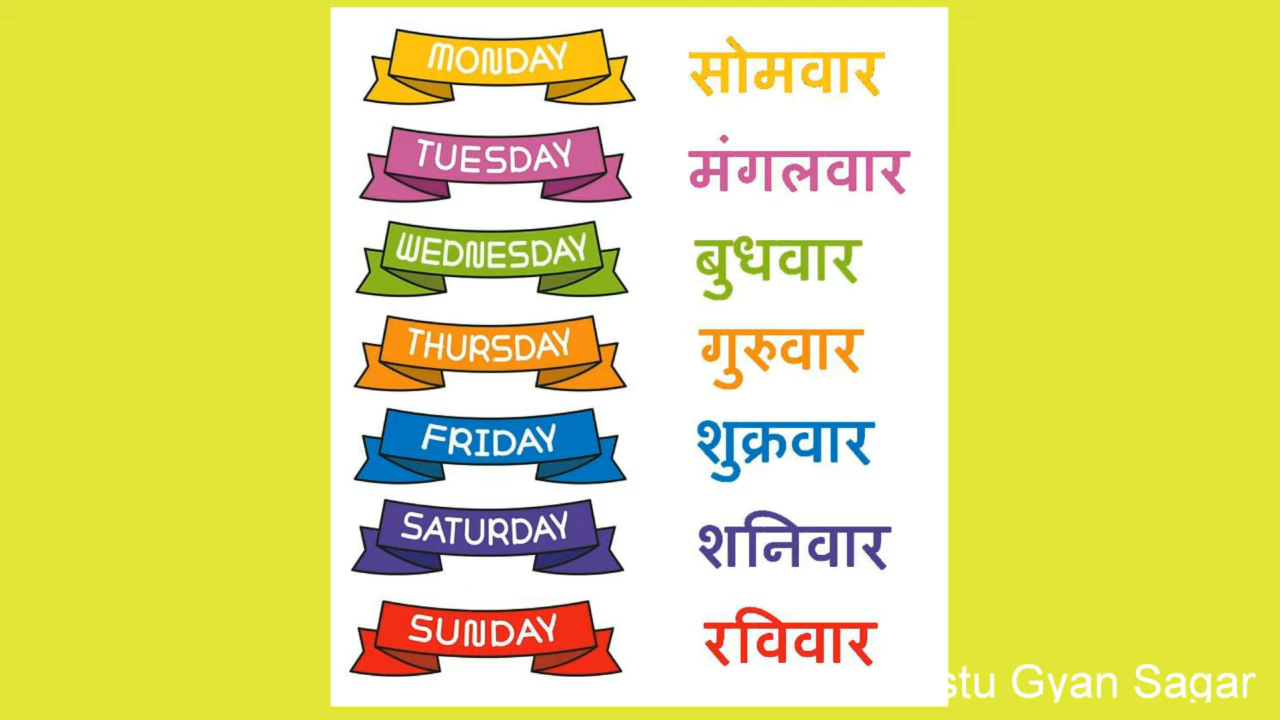 MONDAY सोमवार
TUESDAY मंगलवार
WEDNESDAY बुधवार
THURSDAY गुरुवार
FRIDAY शुक्रवार
SATURDAY शनिवार
SUNDAY रविवार
Gyan Sagar